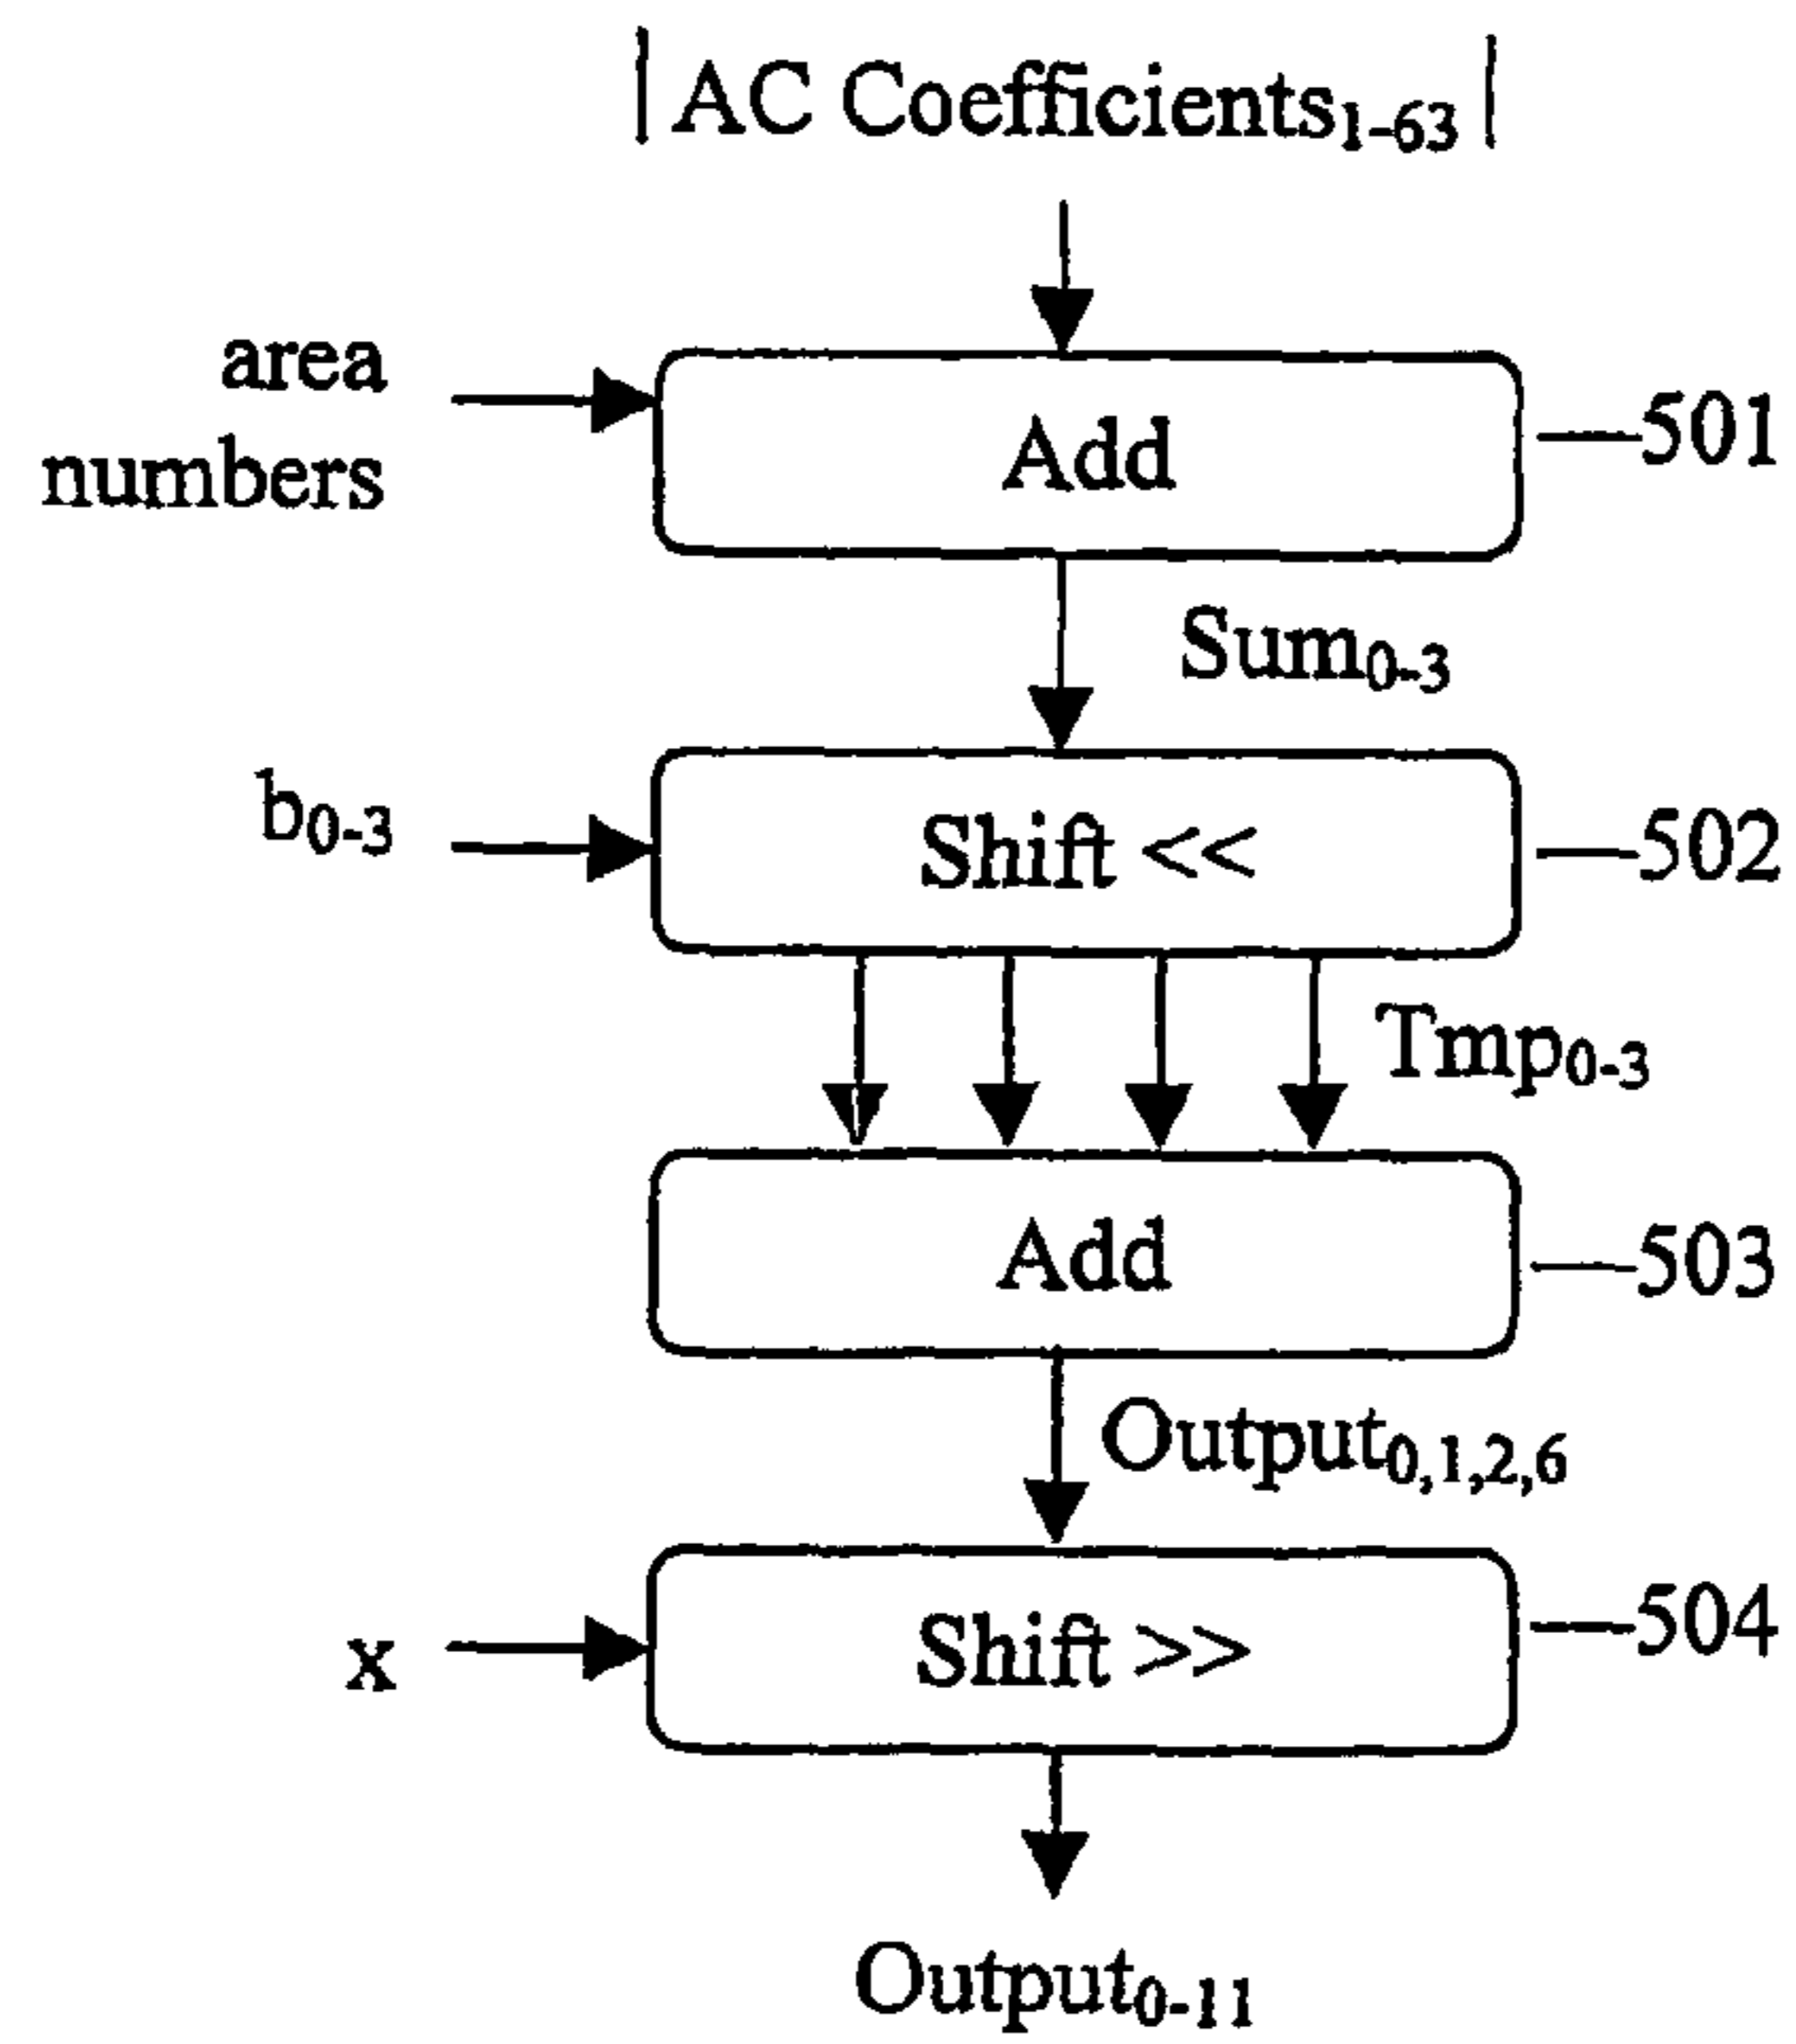 | AC Coefficients1-63 |
area
numbers
Add
501
Sum0-3
b0-3
Shift <<
502
Tmp0-3
Add
503
Output0,1,2,6
x
Shift >>
504
Output0-11